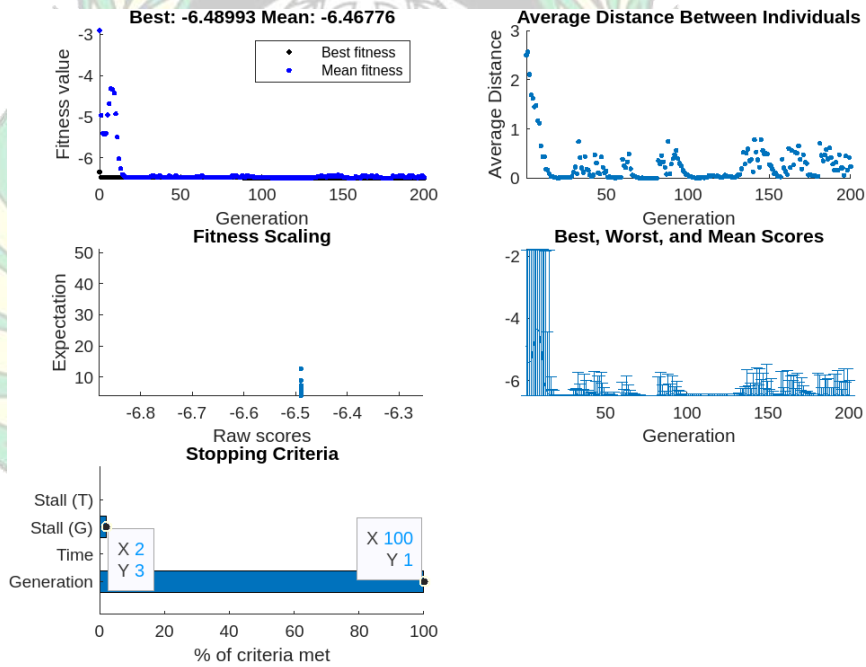 Best: -6.48993 Mean: -6.46776
Fitness value
-3
-4
-5
-6
Best fitness
Mean fitness
0 50 100 150 200
Generation
Average Distance Between Individuals
Average Distance
3
2
1
0
50 100 150 200
Generation
Fitness Scaling
Expectation
50
40
30
20
10
-6.8 -6.7 -6.6 -6.5 -6.4 -6.3
Raw scores
Best, Worst, and Mean Scores
-2
-4
-6
50 100 150 200
Generation
Stopping Criteria
Stall (T)
Stall (G)
Time
Generation
X 2
Y 3
X 100
Y 1
0 20 40 60 80 100
% of criteria met